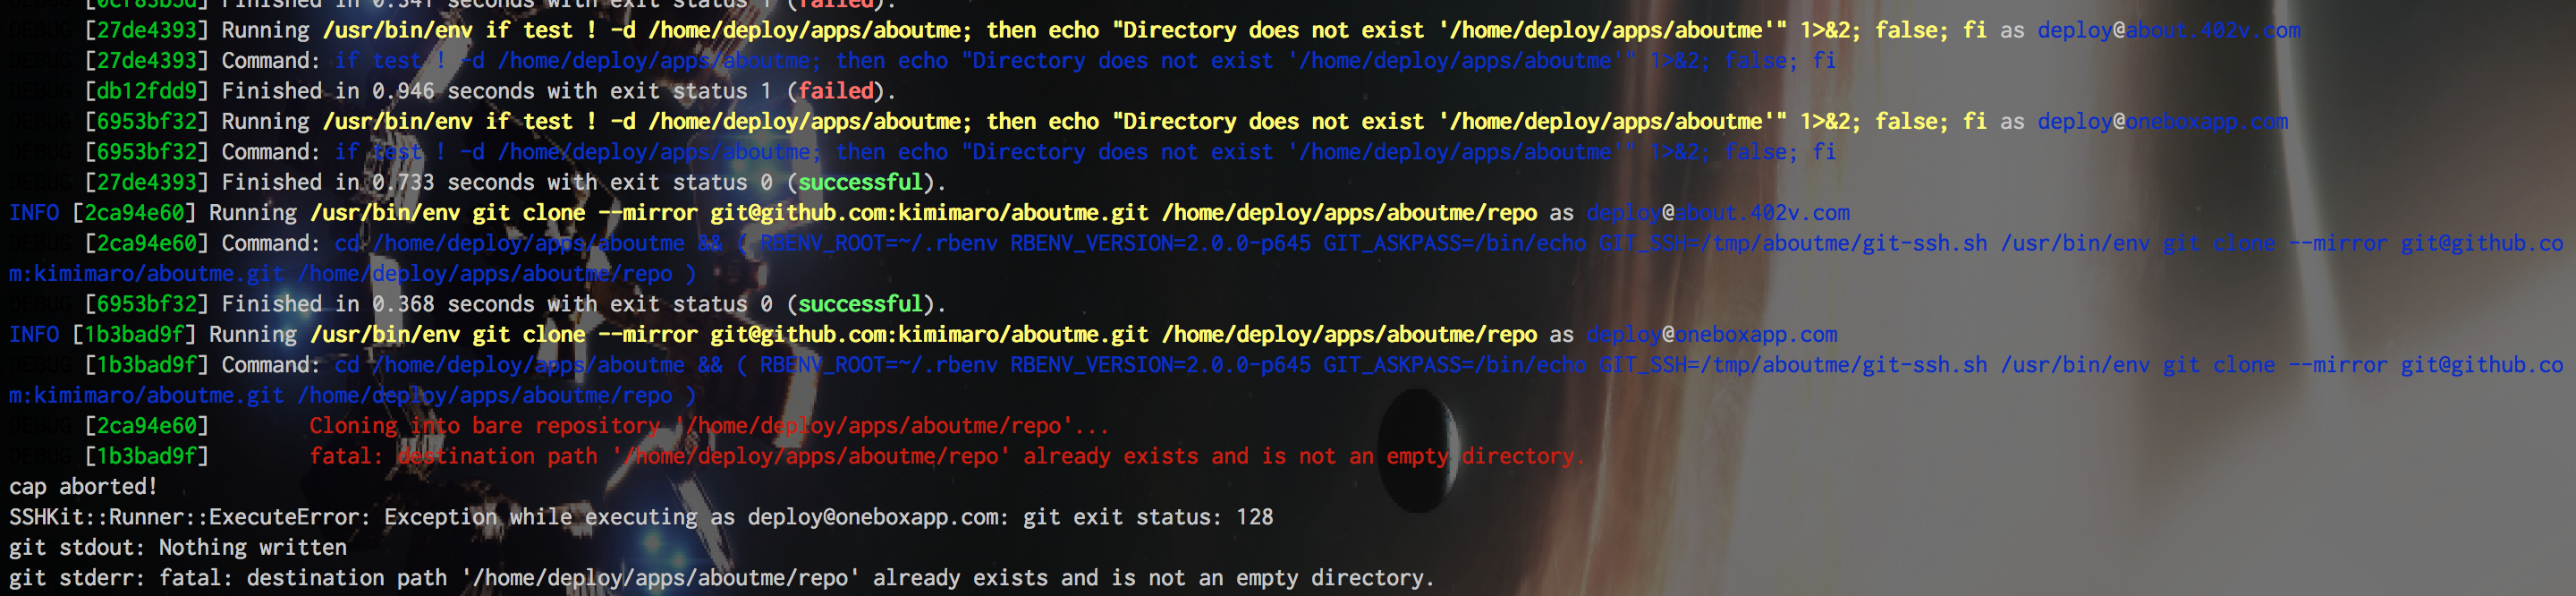 DEBUG [0cf83b5d] Finished in 0.341 seconds with exit status 1 (failed).
DEBUG [27de4393] Running /usr/bin/env if test ! -d /home/deploy/apps/aboutme; then echo "Directory does not exist '/home/deploy/apps/aboutme'" 1>&2; false; fi as deploy@about.402v.com
DEBUG [27de4393] Command: if test ! -d /home/deploy/apps/aboutme; then echo "Directory does not exist '/home/deploy/apps/aboutme'" 1>&2; false; fi
DEBUG [db12fdd9] Finished in 0.946 seconds with exit status 1 (failed).
DEBUG [6953bf32] Running /usr/bin/env if test ! -d /home/deploy/apps/aboutme; then echo "Directory does not exist '/home/deploy/apps/aboutme'" 1>&2; false; fi as deploy@oneboxapp.com
DEBUG [6953bf32] Command: if test ! -d /home/deploy/apps/aboutme; then echo "Directory does not exist '/home/deploy/apps/aboutme'" 1>&2; false; fi
DEBUG [27de4393] Finished in 0.733 seconds with exit status 0 (successful).
INFO [2ca94e60] Running /usr/bin/env git clone --mirror git@github.com:kimimaro/aboutme.git /home/deploy/apps/aboutme/repo as deploy@about.402v.com
DEBUG [2ca94e60] Command: cd /home/deploy/apps/aboutme && ( RBENV_ROOT=~/.rbenv RBENV_VERSION=2.0.0-p645 GIT_ASKPASS=/bin/echo GIT_SSH=/tmp/aboutme/git-ssh.sh /usr/bin/env git clone --mirror git@github.co
m:kimimaro/aboutme.git /home/deploy/apps/aboutme/repo )
DEBUG [6953bf32] Finished in 0.368 seconds with exit status 0 (successful).
INFO [1b3bad9f] Running /usr/bin/env git clone --mirror git@github.com:kimimaro/aboutme.git /home/deploy/apps/aboutme/repo as deploy@oneboxapp.com
DEBUG [1b3bad9f] Command: cd /home/deploy/apps/aboutme && ( RBENV_ROOT=~/.rbenv RBENV_VERSION=2.0.0-p645 GIT_ASKPASS=/bin/echo GIT_SSH=/tmp/aboutme/git-ssh.sh /usr/bin/env git clone --mirror git@github.co
m:kimimaro/aboutme.git /home/deploy/apps/aboutme/repo )
DEBUG [2ca94e60] Cloning into bare repository '/home/deploy/apps/aboutme/repo'...
DEBUG [1b3bad9f] fatal: destination path '/home/deploy/apps/aboutme/repo' already exists and is not an empty directory.
cap aborted!
SSHKit::Runner::ExecuteError: Exception while executing as deploy@oneboxapp.com: git exit status: 128
git stdout: Nothing written
git stderr: fatal: destination path '/home/deploy/apps/aboutme/repo' already exists and is not an empty directory.